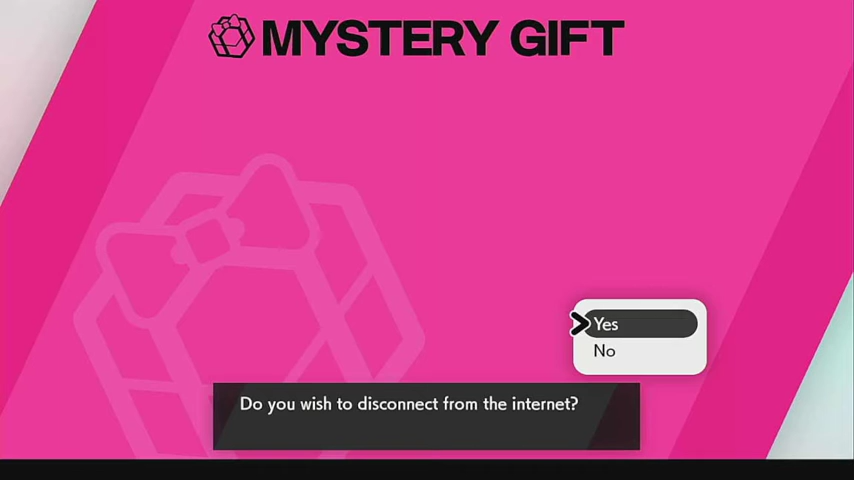 MYSTERY GIFT
Yes
No
Do you wish to disconnect from the internet?